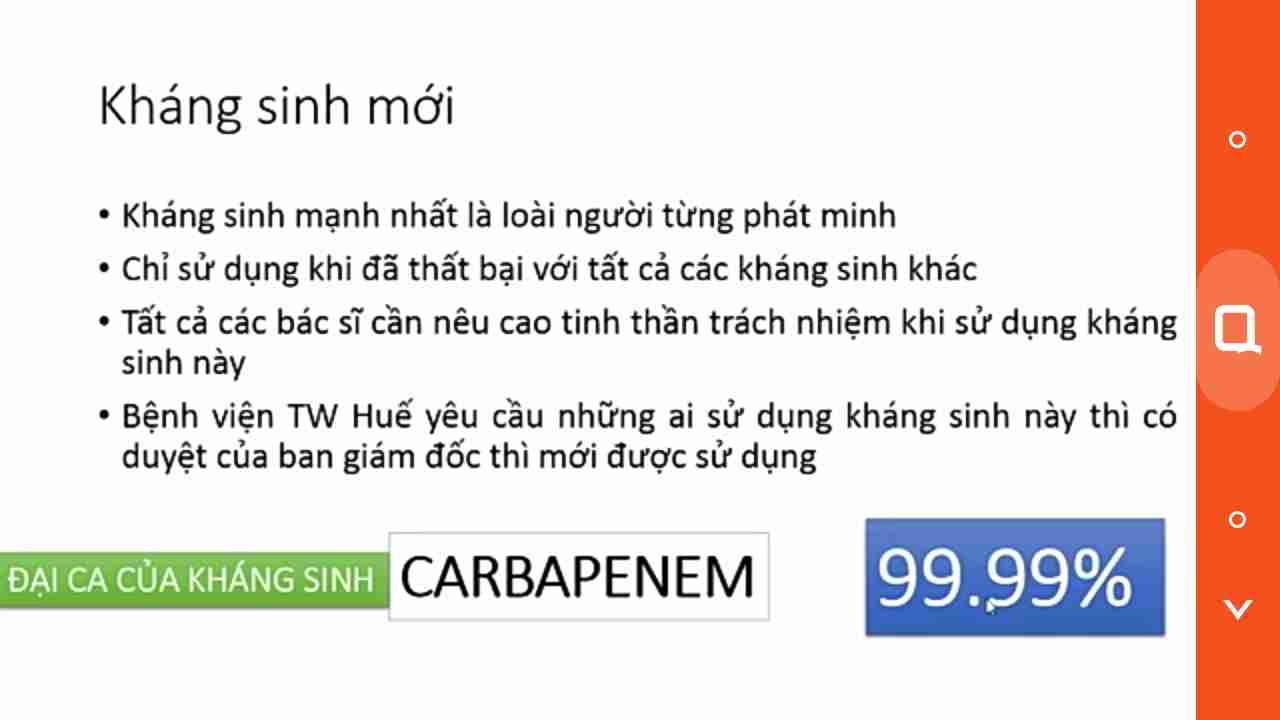 Kháng sinh mới
• Kháng sinh mạnh nhất là loài người từng phát minh
• Chỉ sử dụng khi đã thất bại với tất cả các kháng sinh khác
• Tất cả các bác sĩ cần nêu cao tinh thần trách nhiệm khi sử dụng kháng
sinh này
• Bệnh viện TW Huế yêu cầu những ai sử dụng kháng sinh này thì có
duyệt của ban giám đốc thì mới được sử dụng
ĐẠI CA CỦA KHÁNG SINH CARBAPENEM 99.99%